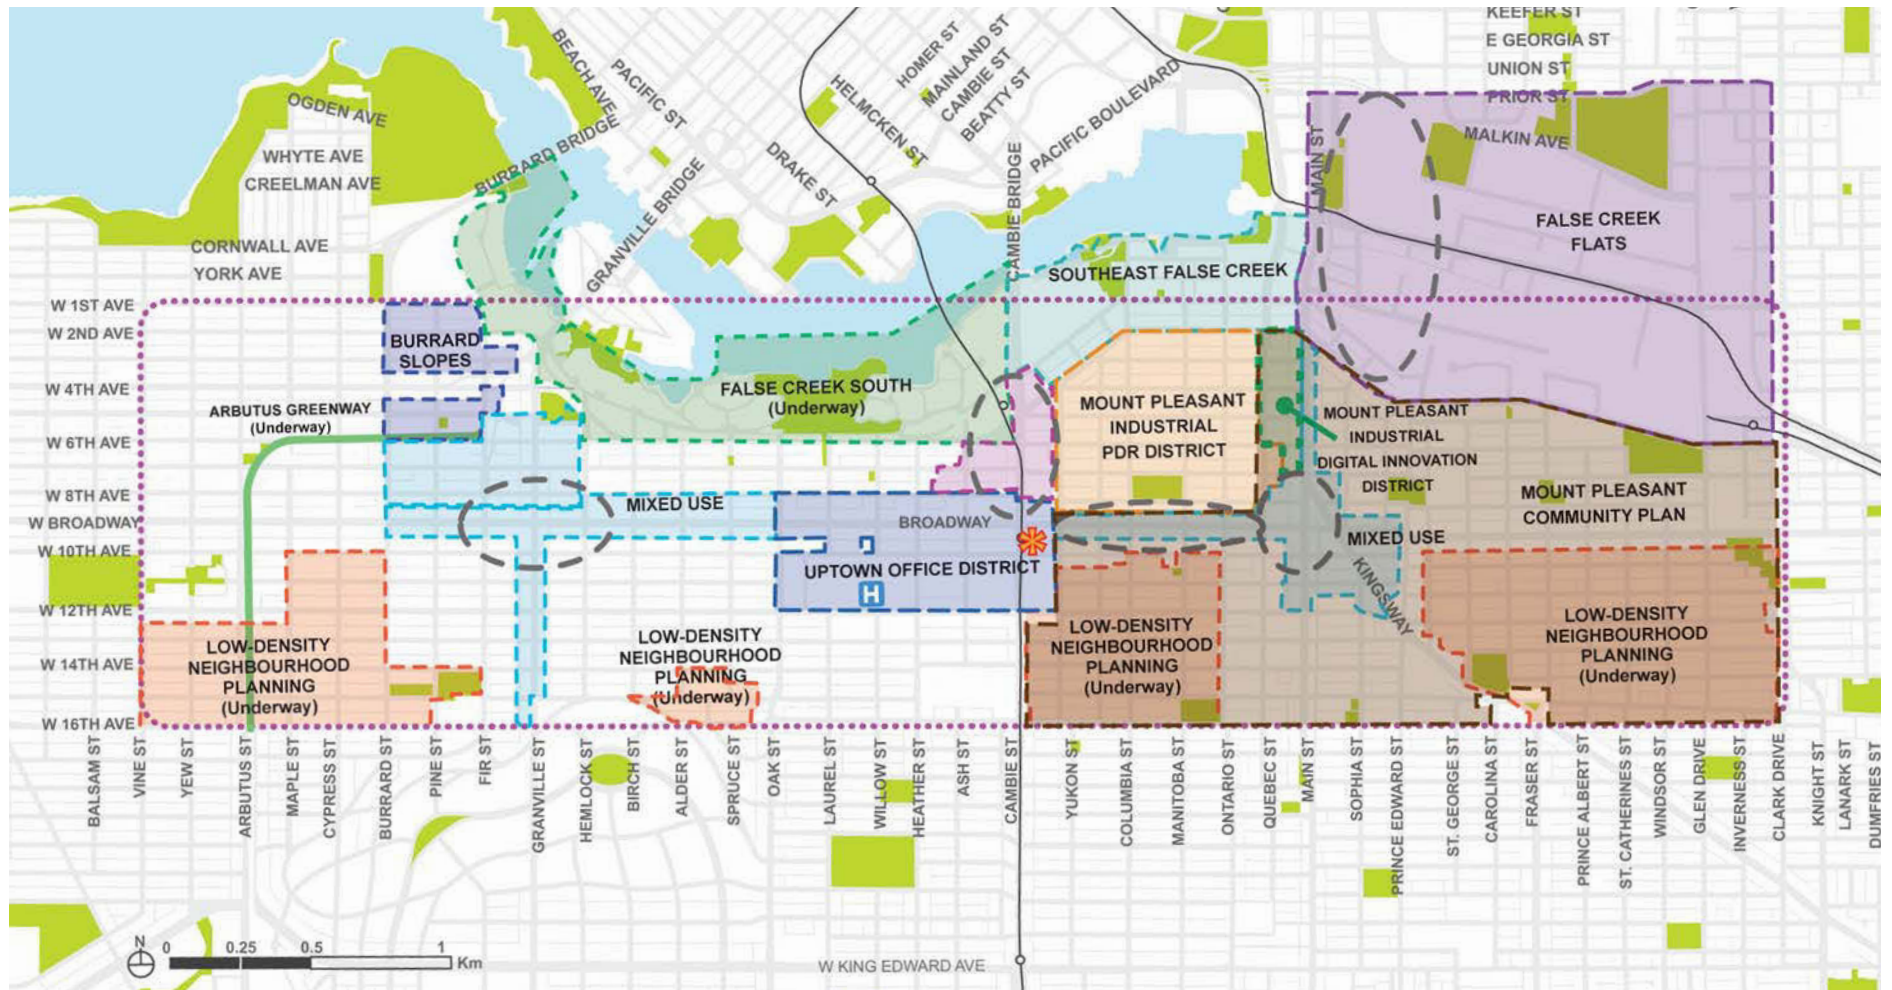 KEEFER ST
E GEORGIA ST
UNION ST
PRIOR ST
MALKIN AVE
BEACH AVE
PACIFIC ST
HOMER ST
MAINLAND ST
CAMBIE ST
BEATTY ST
HELMCKEN ST
PACIFIC BOULEVARD
DRAKE ST
OGDEN AVE
WHYTE AVE
CREELMAN AVE
BURRARD BRIDGE
GRANVILLE BRIDGE
CAMBIE BRIDGE
MAIN ST
CORNWALL AVE
YORK AVE
FALSE CREEK
FLATS
SOUTHEAST FALSE CREEK
W 1ST AVE
W 2ND AVE
W 4TH AVE
W 6TH AVE
W 8TH AVE
W BROADWAY
W 10TH AVE
W 12TH AVE
W 14TH AVE
W 16TH AVE
BURRARD
SLOPES
ARBUTUS GREENWAY
(Underway)
FALSE CREEK SOUTH
(Underway)
MOUNT PLEASANT
INDUSTRIAL
PDR DISTRICT
MOUNT PLEASANT
INDUSTRIAL
DIGITAL INNOVATION
DISTRICT
MOUNT PLEASANT
COMMUNITY PLAN
MIXED USE
BROADWAY
MIXED USE
UPTOWN OFFICE DISTRICT
H
KINGSWAY
LOW-DENSITY
NEIGHBOURHOOD
PLANNING
(Underway)
LOW-DENSITY
NEIGHBOURHOOD
PLANNING
(Underway)
LOW-DENSITY
NEIGHBOURHOOD
PLANNING
(Underway)
LOW-DENSITY
NEIGHBOURHOOD
PLANNING
(Underway)
BALSAM ST
VINE ST
YEW ST
ARBUTUS ST
MAPLE ST
CYPRESS ST
BURRARD ST
PINE ST
FIR ST
GRANVILLE ST
HEMLOCK ST
BIRCH ST
ALDER ST
SPRUCE ST
OAK ST
LAUREL ST
WILLOW ST
HEATHER ST
ASH ST
CAMBIE ST
YUKON ST
COLUMBIA ST
MANITOBA ST
ONTARIO ST
QUEBEC ST
MAIN ST
SOPHIA ST
PRINCE EDWARD ST
ST. GEORGE ST
CAROLINA ST
FRASER ST
PRINCE ALBERT ST
ST. CATHERINES ST
WINDSOR ST
GLEN DRIVE
INVERNESS ST
CLARK DRIVE
KNIGHT ST
LANARK ST
DUMFRIES ST
W KING EDWARD AVE
N
0 0.25 0.5 1
Km